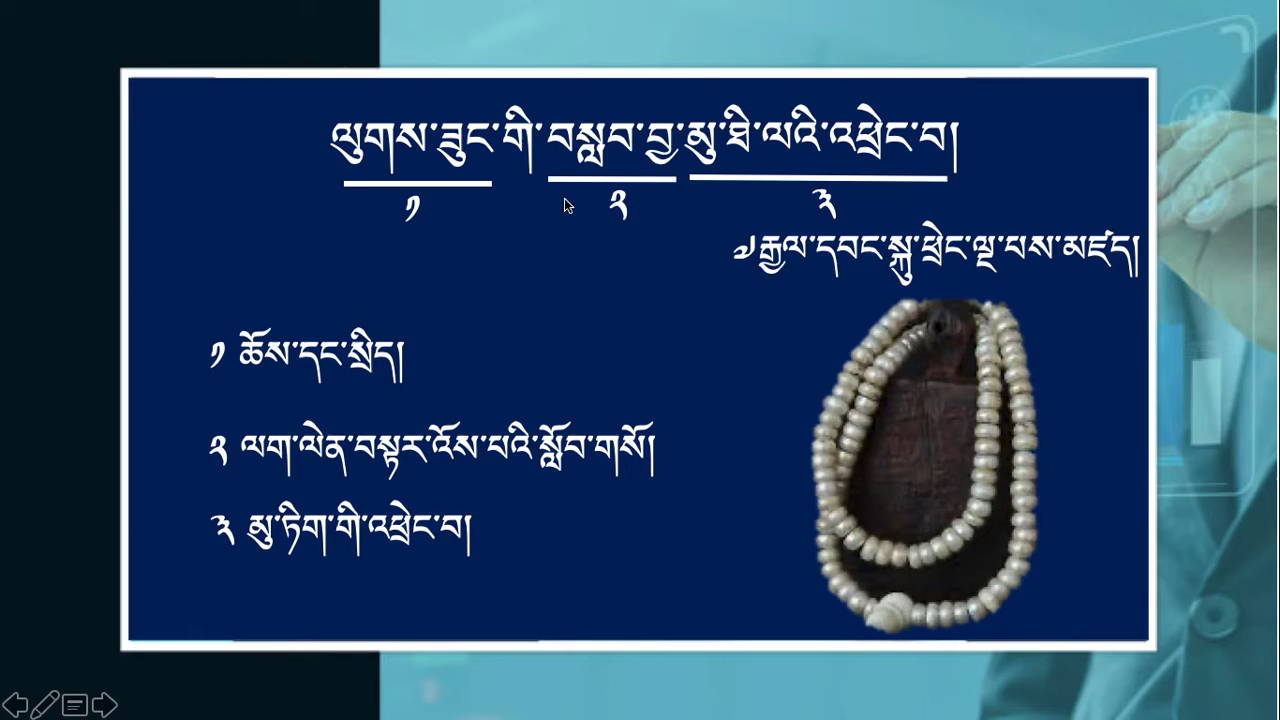 ལུགས་ཟུང་གི་བསླབ་བྱ་མུ་ཐི་ལའི་འཕྲེང་བ།
༡ ༢ ༣
༧རྒྱལ་དབང་སྐུ་ཕྲེང་ལྔ་པས་མཛད།
༡ ཆོས་དང་སྲིད།
༢ ལག་ལེན་བསྟར་འོས་པའི་སློབ་གསོ།
༣ མུ་ཏིག་གི་འཕྲེང་བ།